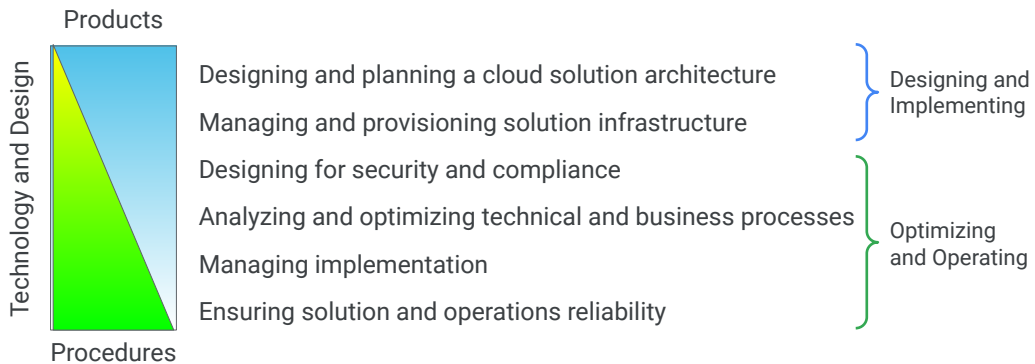 Products
Technology and Design
Designing and planning a cloud solution architecture
Managing and provisioning solution infrastructure
Designing for security and compliance
Analyzing and optimizing technical and business processes
Managing implementation
Ensuring solution and operations reliability
Procedures
Designing and
Implementing
Optimizing
and Operating